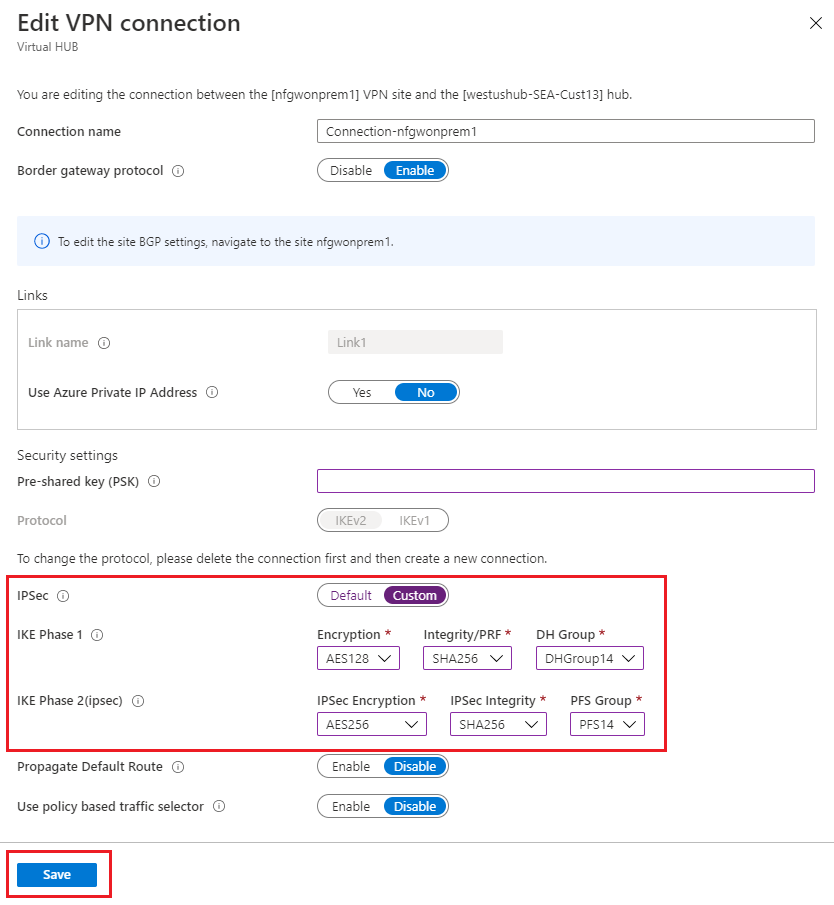 Edit VPN connection
Virtual HUB
You are editing the connection between the [nfgwonprem1] VPN site and the [westushub-SEA-Cust13] hub.
Connection name
Connection-nfgwonprem1
Border gateway protocol
Disable Enable
To edit the site BGP settings, navigate to the site nfgwonprem1.
Links
Link name
Link1
Use Azure Private IP Address
Yes No
Security settings
Pre-shared key (PSK)
Protocol
IKEv2 IKEv1
To change the protocol, please delete the connection first and then create a new connection.
IPSec
Default Custom
IKE Phase 1
Encryption * Integrity/PRF * DH Group *
AES128 SHA256 DHGroup14
IKE Phase 2(ipsec)
IPSec Encryption * IPSec Integrity * PFS Group *
AES256 SHA256 PFS14
Propagate Default Route
Enable Disable
Use policy based traffic selector
Enable Disable
Save